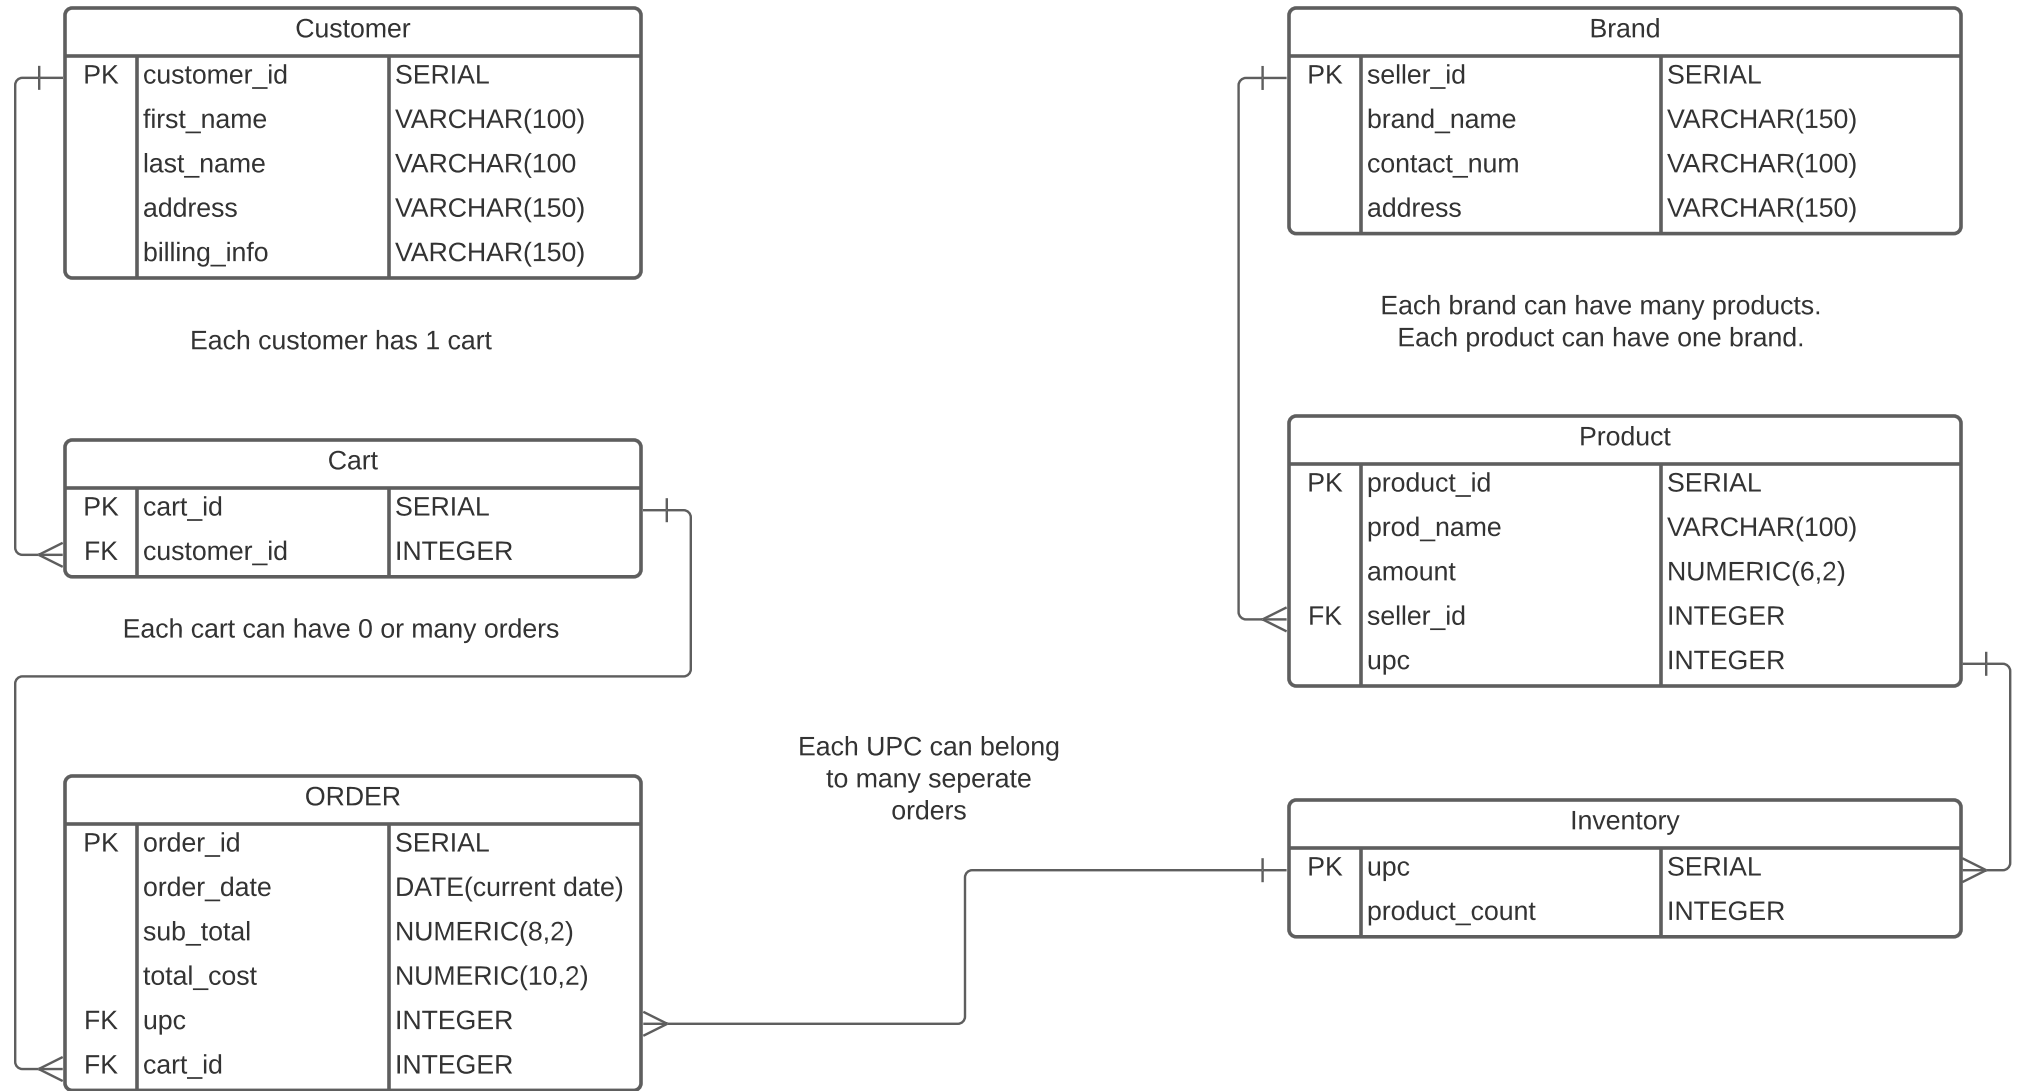 Customer
PK customer_id SERIAL
first_name VARCHAR(100)
last_name VARCHAR(100
address VARCHAR(150)
billing_info VARCHAR(150)
Each customer has 1 cart
Cart
PK cart_id SERIAL
FK customer_id INTEGER
Each cart can have 0 or many orders
ORDER
PK order_id SERIAL
order_date DATE(current date)
sub_total NUMERIC(8,2)
total_cost NUMERIC(10,2)
FK upc INTEGER
FK cart_id INTEGER
Each UPC can belong
to many seperate
orders
Brand
PK seller_id SERIAL
brand_name VARCHAR(150)
contact_num VARCHAR(100)
address VARCHAR(150)
Each brand can have many products.
Each product can have one brand.
Product
PK product_id SERIAL
prod_name VARCHAR(100)
amount NUMERIC(6,2)
FK seller_id INTEGER
upc INTEGER
Inventory
PK upc SERIAL
product_count INTEGER